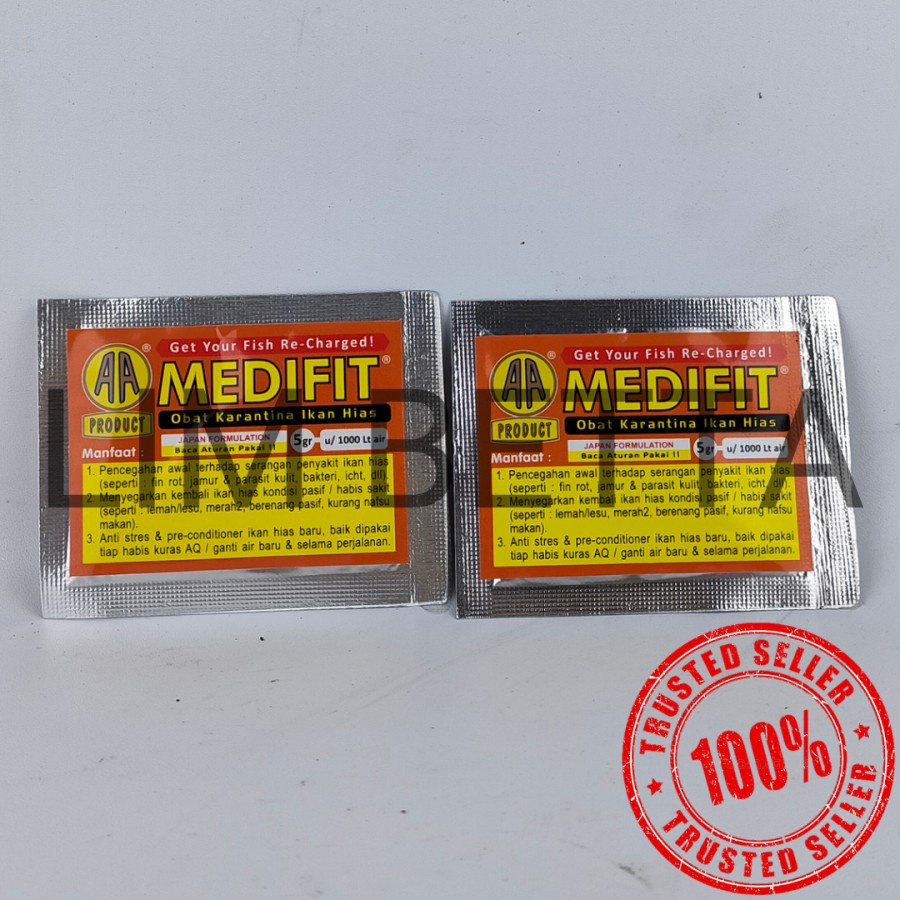 AA
PRODUCT
®
Get Your Fish Re-Charged!
MEDIFIT®
Obat Karantina Ikan Hias
JAPAN FORMULATION
Baca Aturan Pakai !!
5gr
u/ 1000 Lt air
Manfaat :
1. Pencegahan awal terhadap serangan penyakit ikan hias
(seperti : fin rot, jamur & parasit kulit, bakteri, icht, dll).
2. Menyegarkan kembali ikan hias kondisi pasif / habis sakit
(seperti : lemah/lesu, merah2, berenang pasif, kurang nafsu
makan).
3. Anti stres & pre-conditioner ikan hias baru, baik dipakai
tiap habis kuras AQ / ganti air baru & selama perjalanan.
AA
PRODUCT
®
Get Your Fish Re-Charged!
MEDIFIT®
Obat Karantina Ikan Hias
JAPAN FORMULATION
Baca Aturan Pakai !!
5gr
u/ 1000 Lt air
Manfaat :
1. Pencegahan awal terhadap serangan penyakit ikan hias
(seperti : fin rot, jamur & parasit kulit, bakteri, icht, dll).
2. Menyegarkan kembali ikan hias kondisi pasif / habis sakit
(seperti : lemah/lesu, merah2, berenang pasif, kurang nafsu
makan).
3. Anti stres & pre-conditioner ikan hias baru, baik dipakai
tiap habis kuras AQ / ganti air baru & selama perjalanan.
LIMBETA
TRUSTED SELLER
100%
TRUSTED SELLER